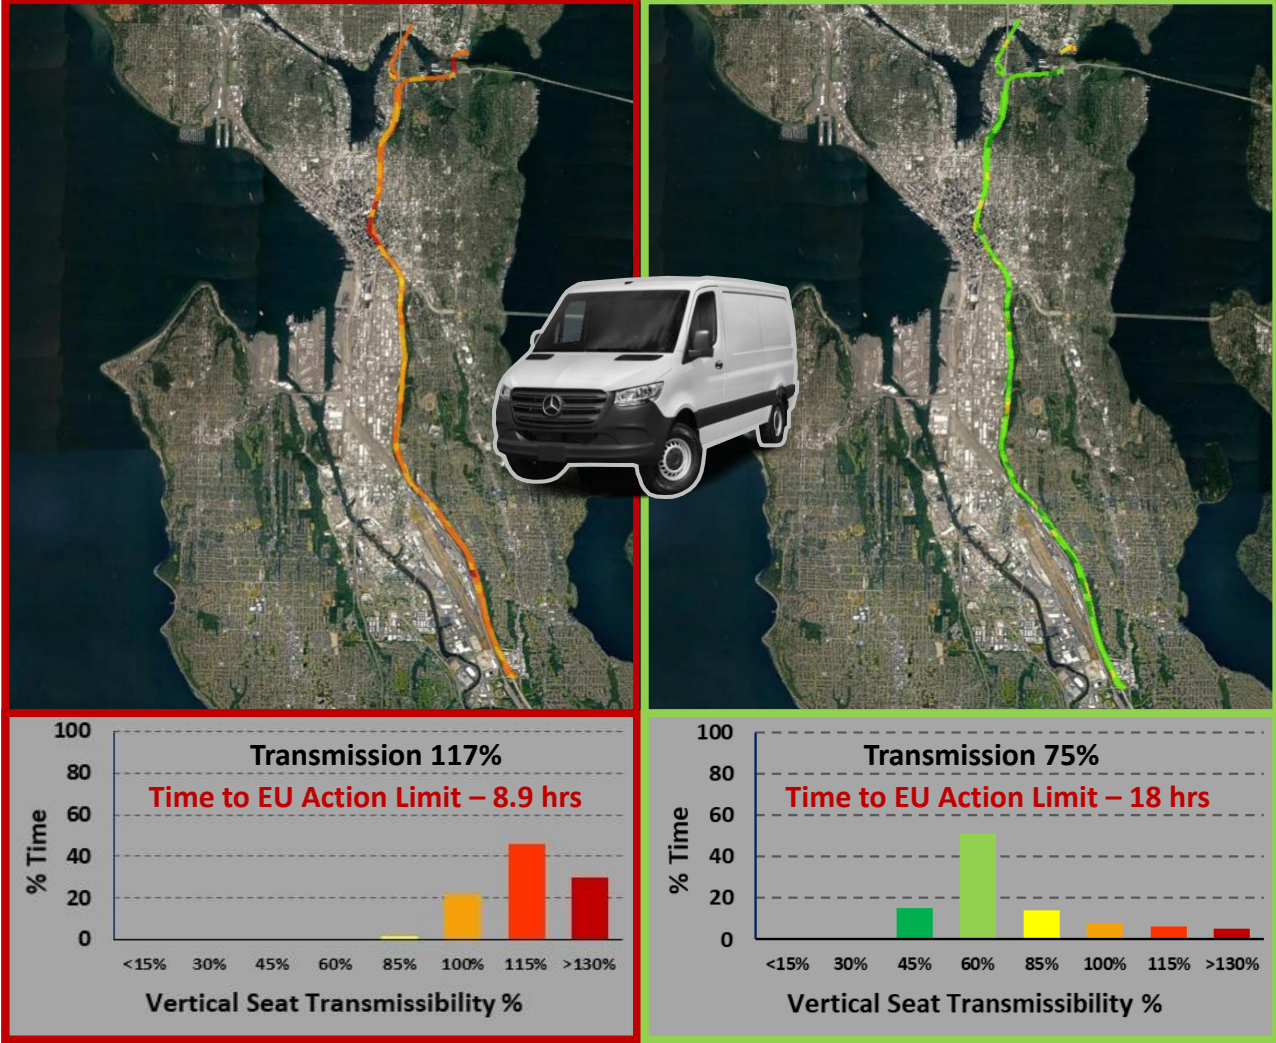 100
80
60
40
20
0
% Time
Transmission 117%
Time to EU Action Limit – 8.9 hrs
<15% 30% 45% 60% 85% 100% 115% >130%
Vertical Seat Transmissibility %
100
80
60
40
20
0
% Time
Transmission 75%
Time to EU Action Limit – 18 hrs
<15% 30% 45% 60% 85% 100% 115% >130%
Vertical Seat Transmissibility %